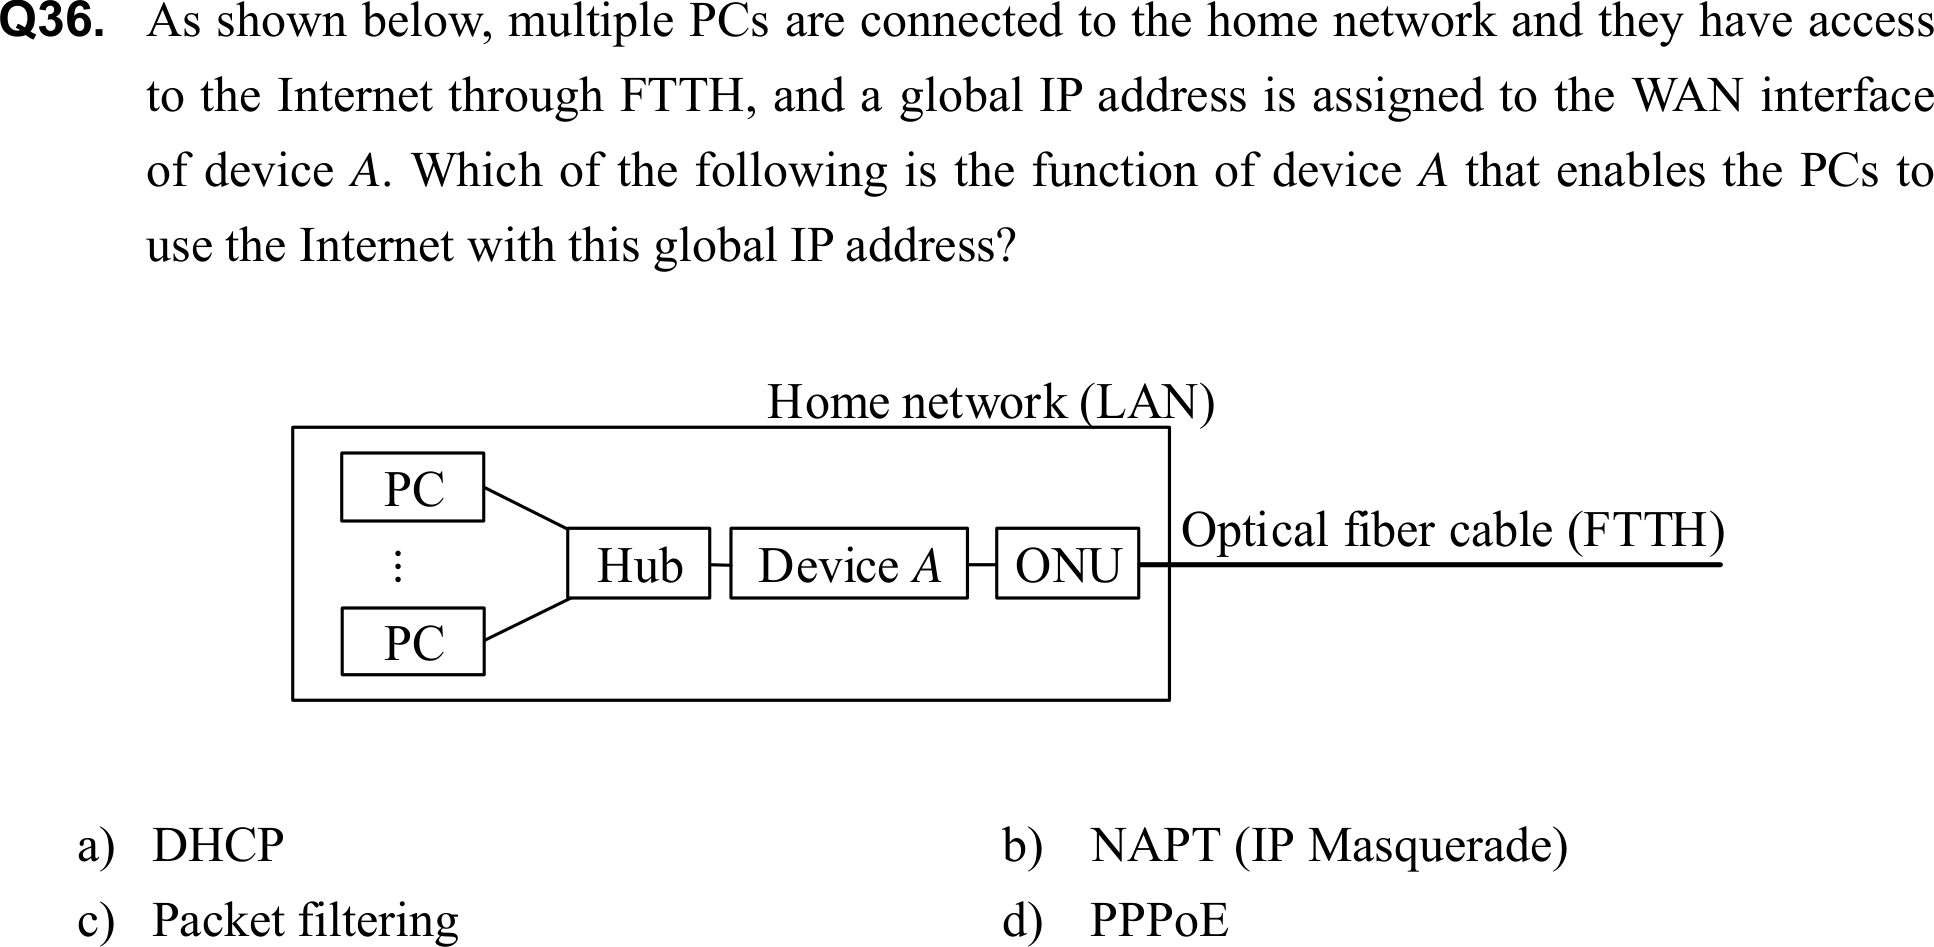 Q36. As shown below, multiple PCs are connected to the home network and they have access
to the Internet through FTTH, and a global IP address is assigned to the WAN interface
of device A. Which of the following is the function of device A that enables the PCs to
use the Internet with this global IP address?
Home network (LAN)
PC
Optical fiber cable (FTTH)
⋮
Hub
Device A
ONU
PC
a) DHCP
b) NAPT (IP Masquerade)
c) Packet filtering
d) PPPoE